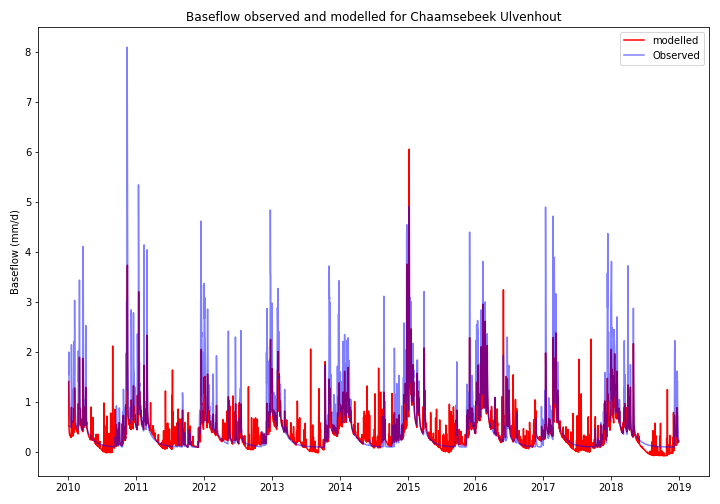 Baseflow observed and modelled for Chaamsebeek Ulvenhout
modelled
Observed
8
7
6
5
4
3
2
1
0
Baseflow (mm/d)
2010 2011 2012 2013 2014 2015 2016 2017 2018 2019